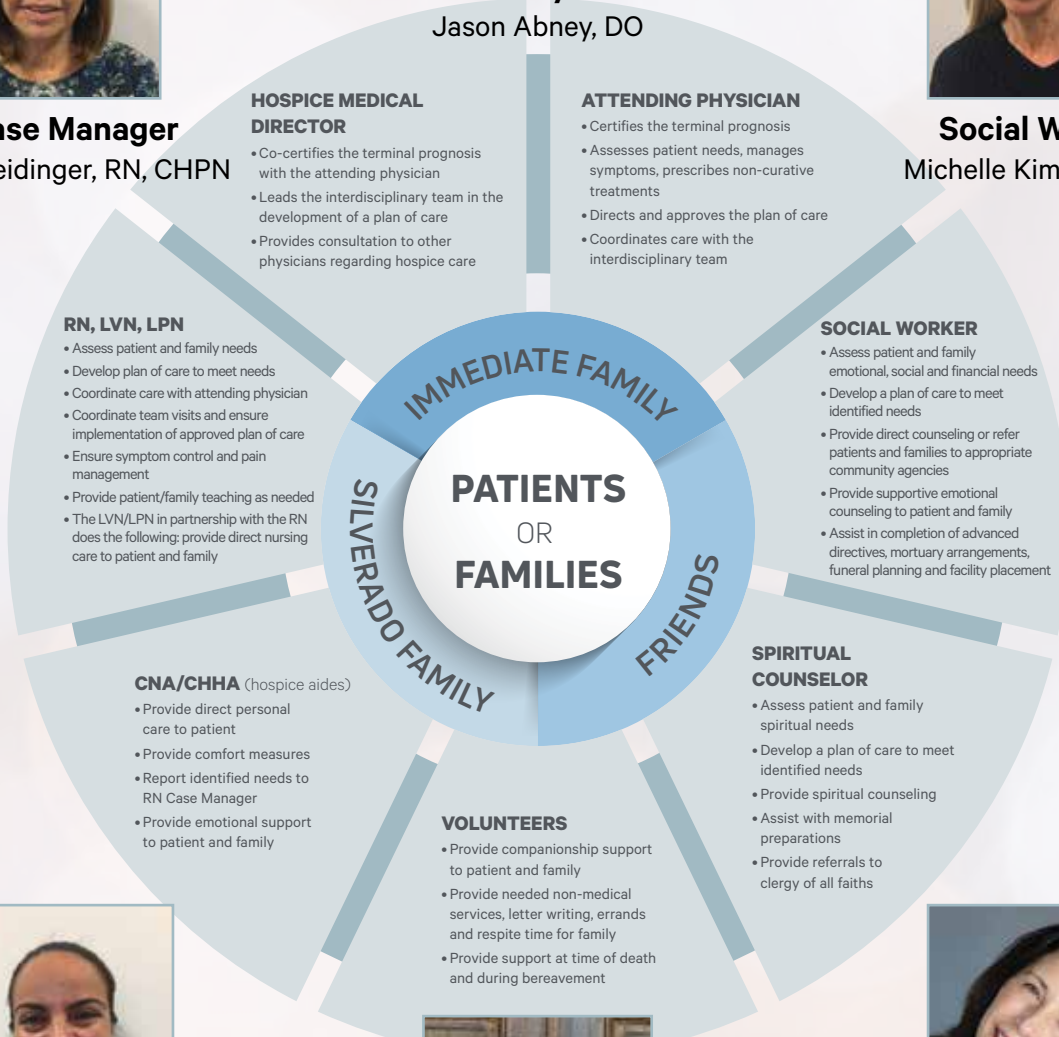 Jason Abney, DO
Manager
RN, CHPN
Social
Michelle
HOSPICE MEDICAL
DIRECTOR
• Co-certifies the terminal prognosis
with the attending physician
• Leads the interdisciplinary team in the
development of a plan of care
• Provides consultation to other
physicians regarding hospice care
ATTENDING PHYSICIAN
• Certifies the terminal prognosis
• Assesses patient needs, manages
symptoms, prescribes non-curative
treatments
• Directs and approves the plan of care
• Coordinates care with the
interdisciplinary team
RN, LVN, LPN
• Assess patient and family needs
• Develop plan of care to meet needs
• Coordinate care with attending physician
• Coordinate team visits and ensure
implementation of approved plan of care
• Ensure symptom control and pain
management
• Provide patient/family teaching as needed
• The LVN/LPN in partnership with the RN
does the following: provide direct nursing
care to patient and family
SOCIAL WORKER
• Assess patient and family
emotional, social and financial needs
• Develop a plan of care to meet
identified needs
• Provide direct counseling or refer
patients and families to appropriate
community agencies
• Provide supportive emotional
counseling to patient and family
• Assist in completion of advanced
directives, mortuary arrangements,
funeral planning and facility placement
IMMEDIATE FAMILY
SILVERADO FAMILY
FRIENDS
PATIENTS
OR
FAMILIES
CNA/CHHA (hospice aides)
• Provide direct personal
care to patient
• Provide comfort measures
• Report identified needs to
RN Case Manager
• Provide emotional support
to patient and family
VOLUNTEERS
• Provide companionship support
to patient and family
• Provide needed non-medical
services, letter writing, errands
and respite time for family
• Provide support at time of death
and during bereavement
SPIRITUAL
COUNSELOR
• Assess patient and family
spiritual needs
• Develop a plan of care to meet
identified needs
• Provide spiritual counseling
• Assist with memorial
preparations
• Provide referrals to
clergy of all faiths